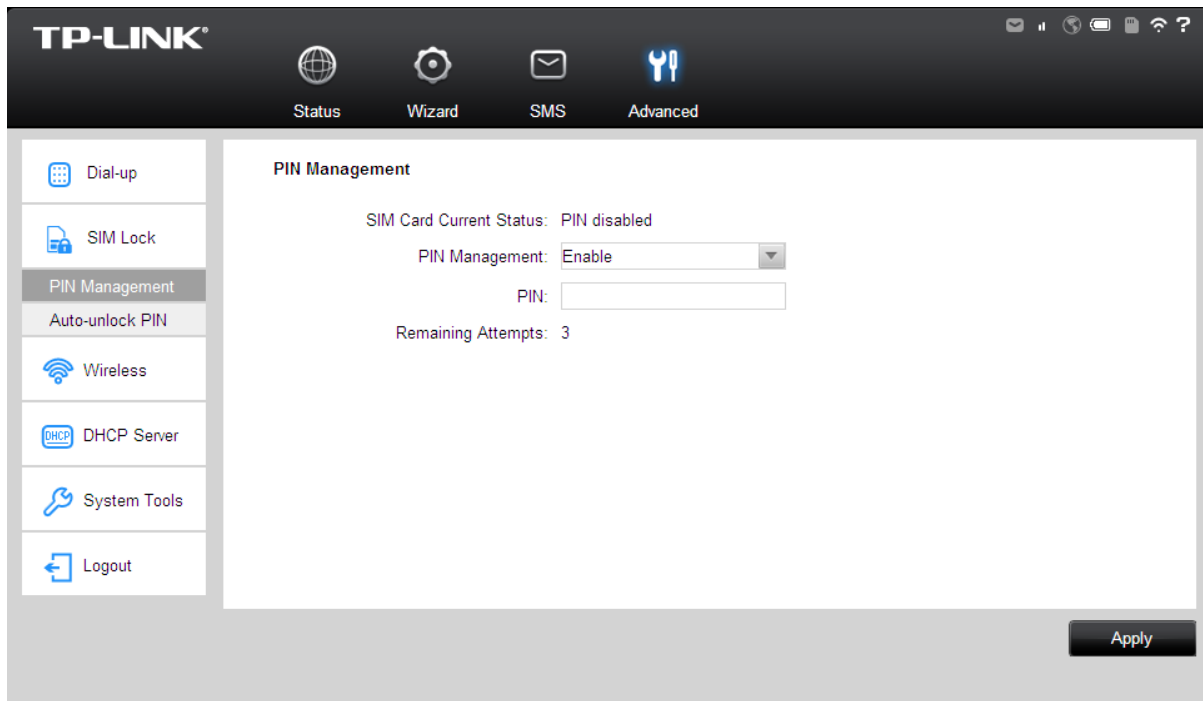 TP-LINK®
?
Status Wizard SMS Advanced
Dial-up
SIM Lock
PIN Management
Auto-unlock PIN
Wireless
DHCP DHCP Server
System Tools
Logout
PIN Management
SIM Card Current Status: PIN disabled
PIN Management: Enable
PIN:
Remaining Attempts: 3
Apply